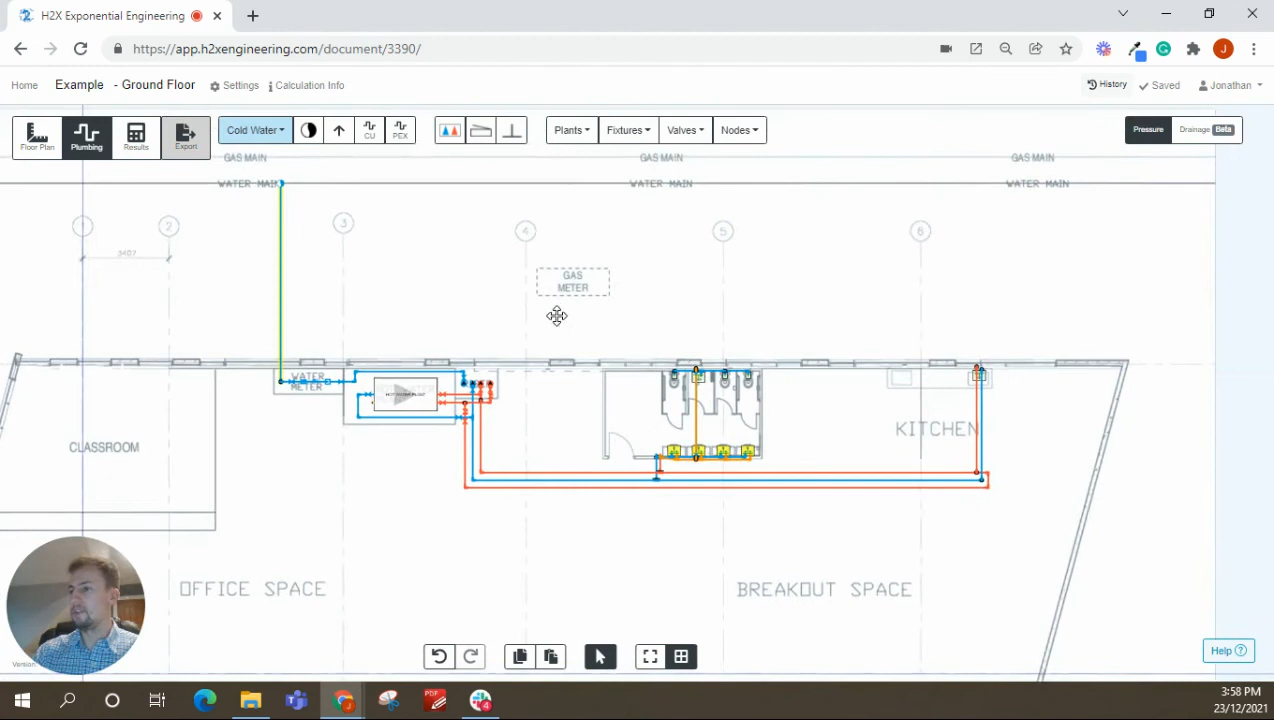 H2X Exponential Engineering
https://app.h2xengineering.com/document/3390/
J
Home
Example - Ground Floor
Settings
Calculation Info
History
Saved
Jonathan
Floor Plan
Plumbing
Results
Export
Cold Water
CU
PEX
Plants
Fixtures
Valves
Nodes
Pressure
Drainage Beta
GAS MAIN
GAS MAIN
GAS MAIN
WATER MAIN
WATER MAIN
WATER MAIN
1
2
3
4
5
6
3407
GAS
METER
WATER
METER
CLASSROOM
KITCHEN
OFFICE SPACE
BREAKOUT SPACE
Version:
Help
4
3:58 PM
23/12/2021